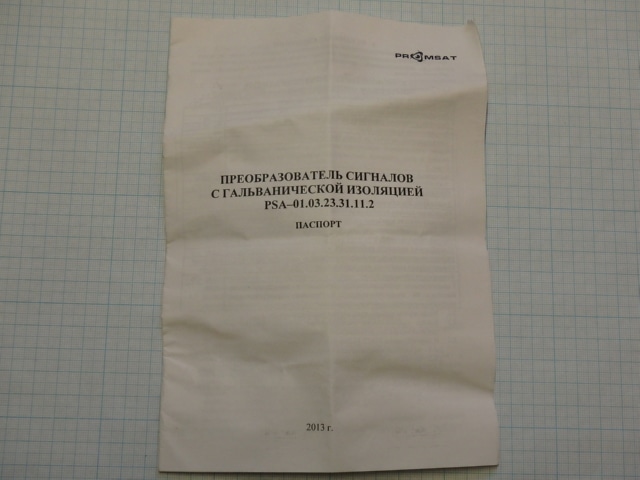 PROMSAT
ПРЕОБРАЗОВАТЕЛЬ СИГНАЛОВ
С ГАЛЬВАНИЧЕСКОЙ ИЗОЛЯЦИЕЙ
PSA–01.03.23.31.11.2
ПАСПОРТ
2013 г.